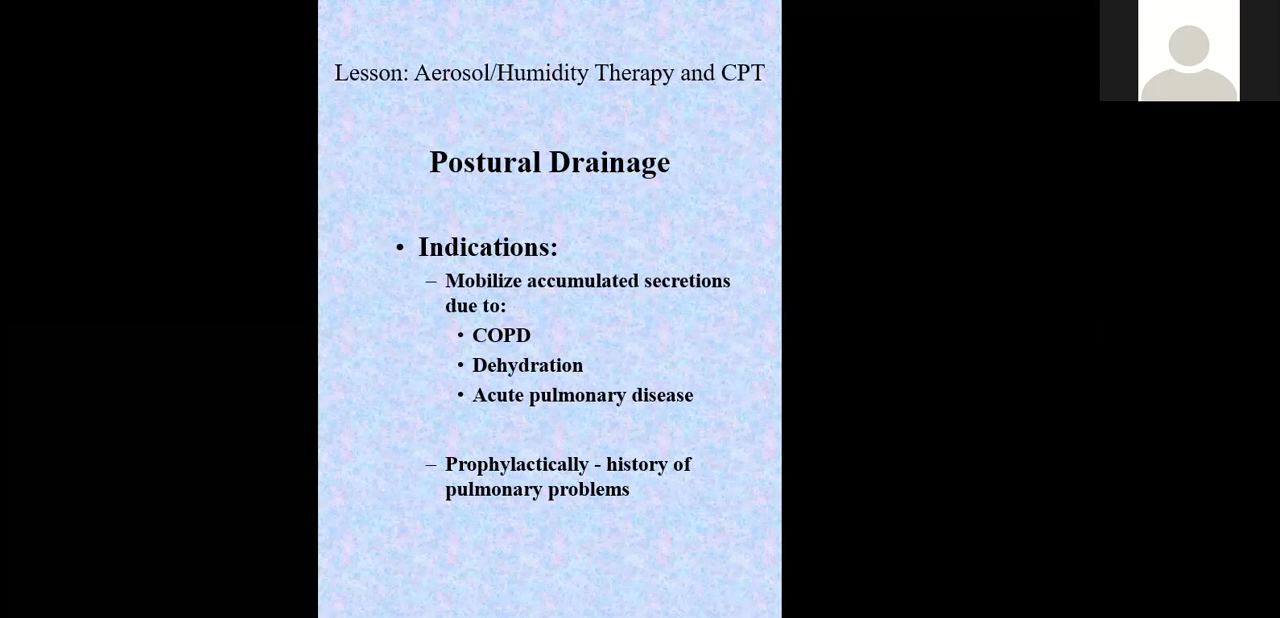 Lesson: Aerosol/Humidity Therapy and CPT
Postural Drainage
• Indications:
– Mobilize accumulated secretions
due to:
• COPD
• Dehydration
• Acute pulmonary disease
– Prophylactically - history of
pulmonary problems